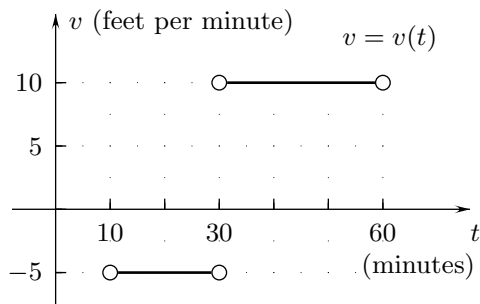 v (feet per minute)
v = v(t)
10
5
10 30 60 t
−5 (minutes)